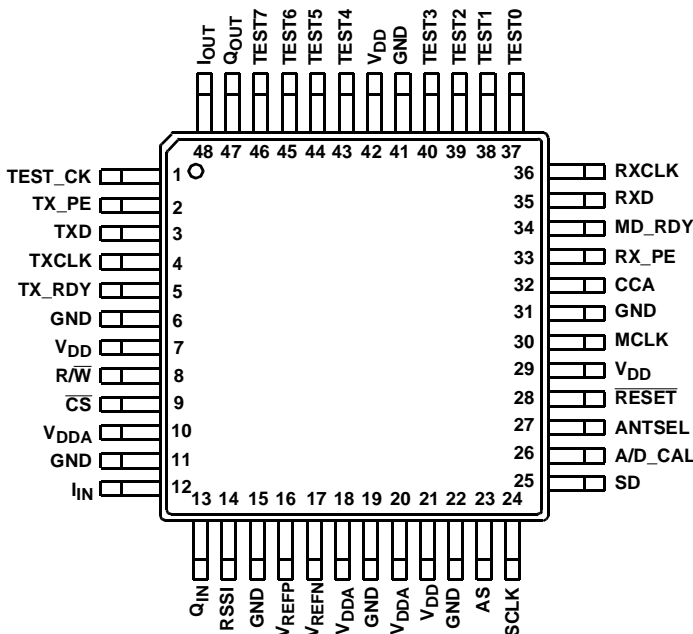 IOUT
QOUT
TEST7
TEST6
TEST5
TEST4
VDD
GND
TEST3
TEST2
TEST1
TEST0
48 47 46 45 44 43 42 41 40 39 38 37
TEST_CK 1
TX_PE 2
TXD 3
TXCLK 4
TX_RDY 5
GND 6
VDD 7
R/W̅ 8
C̅S̅ 9
VDDA 10
GND 11
IIN 12
36 RXCLK
35 RXD
34 MD_RDY
33 RX_PE
32 CCA
31 GND
30 MCLK
29 VDD
28 R̅E̅S̅E̅T̅
27 ANTSEL
26 A/D_CAL
25 SD
13 14 15 16 17 18 19 20 21 22 23 24
QIN
RSSI
GND
VREFP
VREFN
VDDA
GND
VDDA
VDD
GND
AS
SCLK